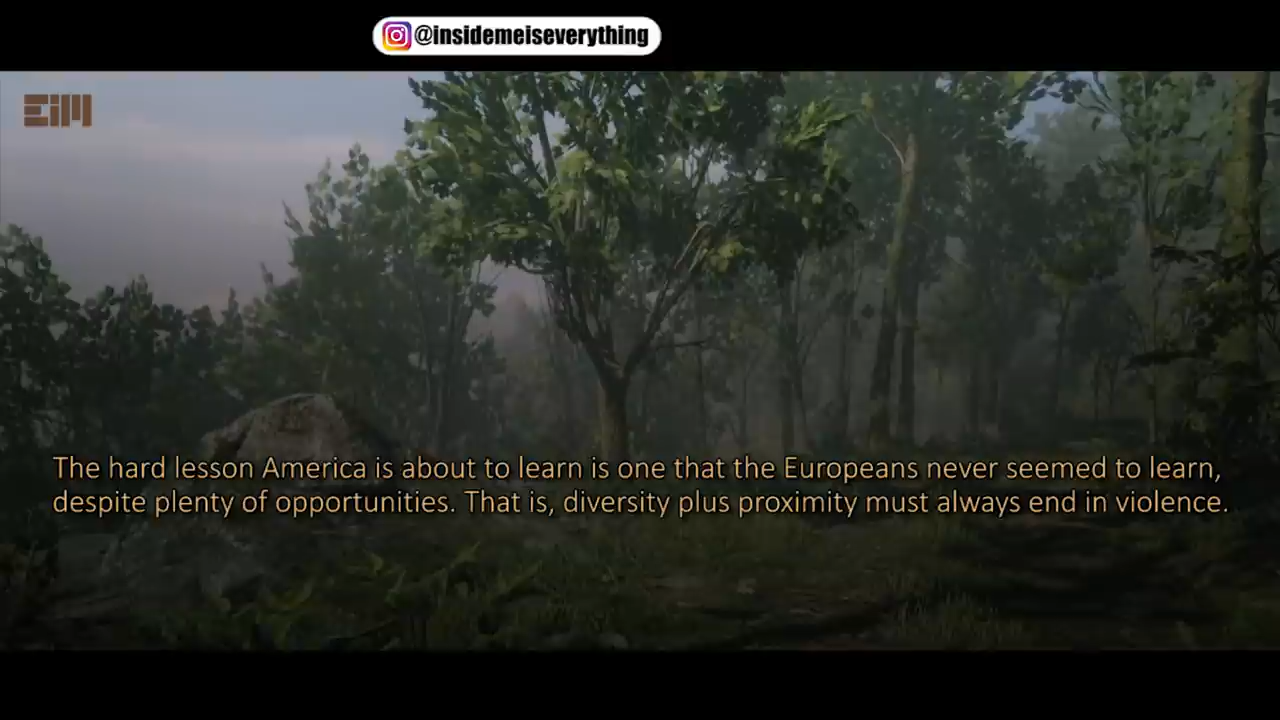 @insidemeiseverything
EiM
The hard lesson America is about to learn is one that the Europeans never seemed to learn,
despite plenty of opportunities. That is, diversity plus proximity must always end in violence.